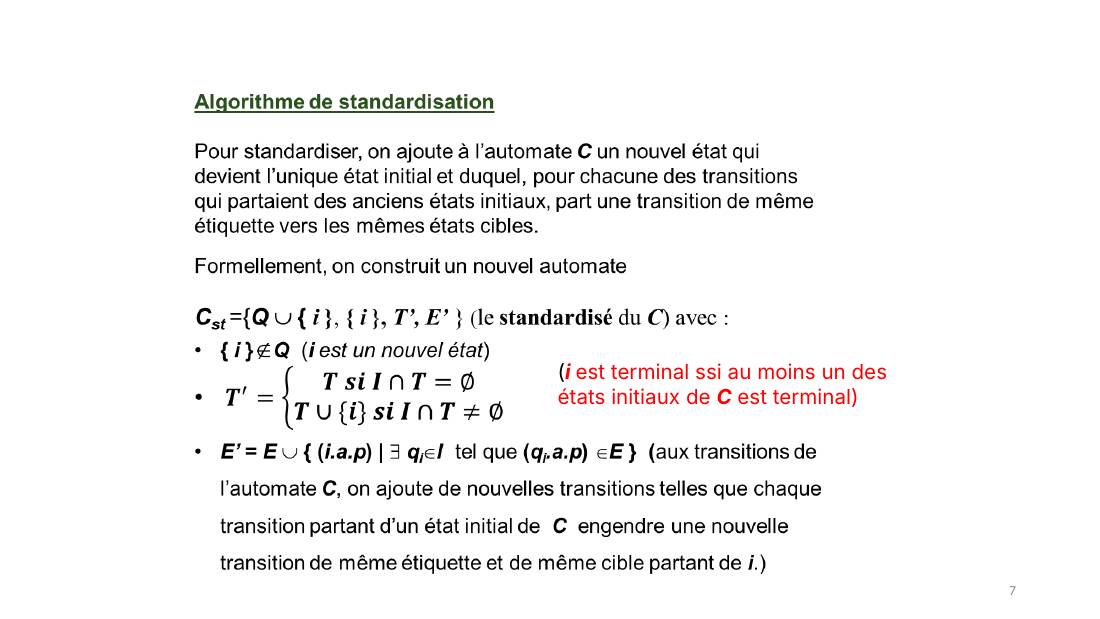 Algorithme de standardisation
Pour standardiser, on ajoute à l’automate C un nouvel état qui
devient l’unique état initial et duquel, pour chacune des transitions
qui partaient des anciens états initiaux, part une transition de même
étiquette vers les mêmes états cibles.
Formellement, on construit un nouvel automate
Cst ={Q ∪ { i }, { i }, T’, E’ } (le standardisé du C) avec :
• { i }∉Q (i est un nouvel état)
• T′ = { T si I ∩ T = ∅
T ∪ {i} si I ∩ T ≠ ∅
(i est terminal ssi au moins un des
états initiaux de C est terminal)
• E’ = E ∪ { (i.a.p) | ∃ qi∈I tel que (qi.a.p) ∈E } (aux transitions de
l’automate C, on ajoute de nouvelles transitions telles que chaque
transition partant d’un état initial de C engendre une nouvelle
transition de même étiquette et de même cible partant de i.)
7